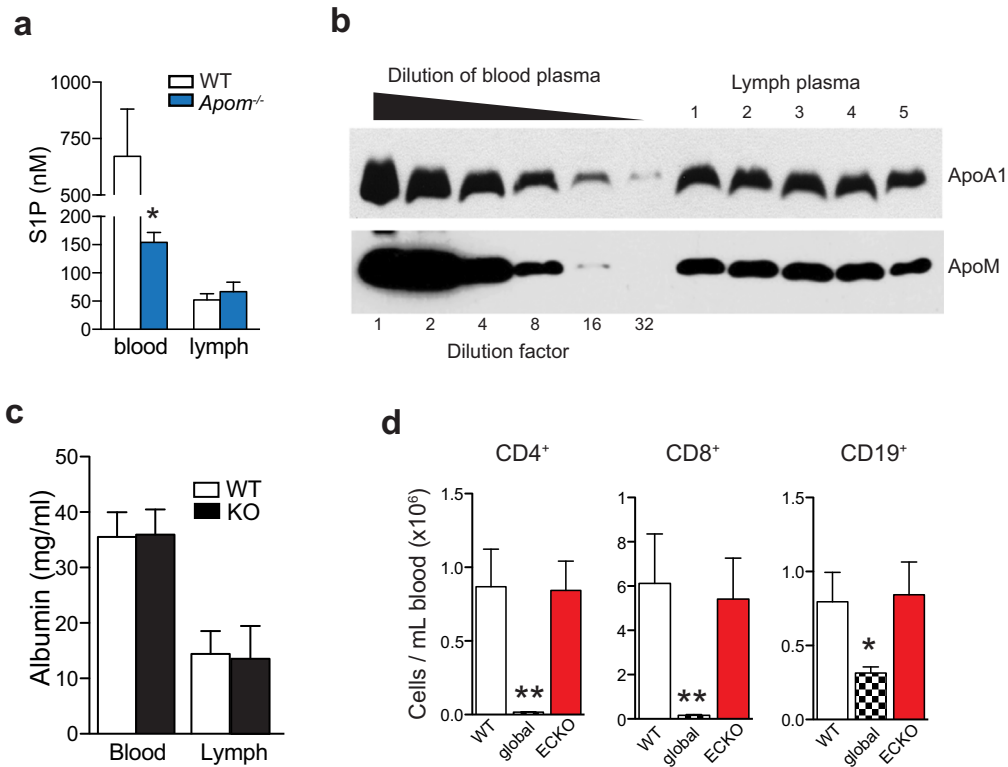 a
WT
Apom-/-
1000
750
500
200
150
100
50
0
S1P (nM)
*
blood lymph
b
Dilution of blood plasma
Lymph plasma
1 2 3 4 5
ApoA1
ApoM
1 2 4 8 16 32
Dilution factor
c
WT
KO
50
40
30
20
10
0
Albumin (mg/ml)
Blood Lymph
d
CD4+ CD8+ CD19+
Cells / mL blood (x10⁶)
1.5
1.0
0.5
0.0
**
WT global ECKO
1
8
6
4
2
0
**
WT global ECKO
1.5
1.0
0.5
0.0
*
WT global ECKO